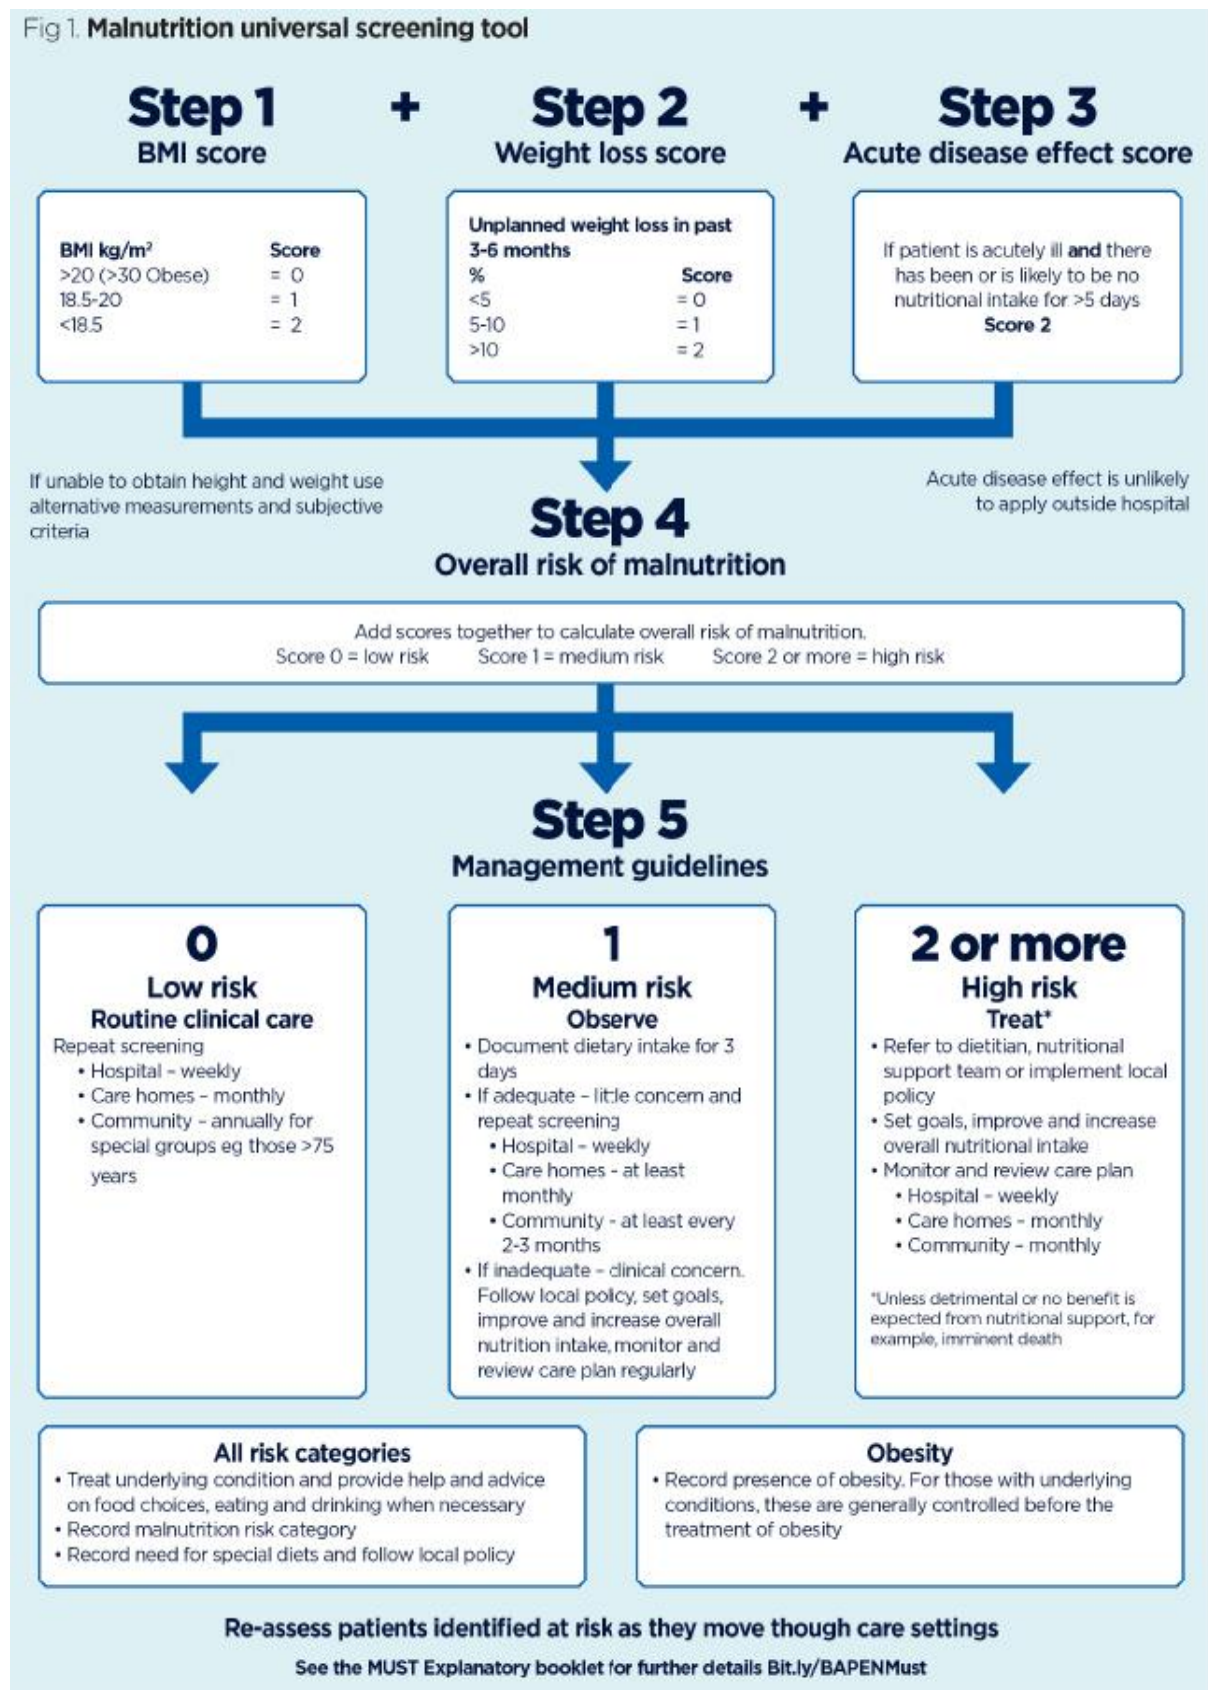 Fig 1. Malnutrition universal screening tool
Step 1
BMI score
+
Step 2
Weight loss score
+
Step 3
Acute disease effect score
BMI kg/m² Score
>20 (>30 Obese) = 0
18.5-20 = 1
<18.5 = 2
Unplanned weight loss in past
3-6 months
% Score
<5 = 0
5-10 = 1
>10 = 2
If patient is acutely ill and there
has been or is likely to be no
nutritional intake for >5 days
Score 2
If unable to obtain height and weight use
alternative measurements and subjective
criteria
Acute disease effect is unlikely
to apply outside hospital
Step 4
Overall risk of malnutrition
Add scores together to calculate overall risk of malnutrition.
Score 0 = low risk Score 1 = medium risk Score 2 or more = high risk
Step 5
Management guidelines
0
Low risk
Routine clinical care
Repeat screening
• Hospital – weekly
• Care homes – monthly
• Community – annually for
special groups eg those >75
years
1
Medium risk
Observe
• Document dietary intake for 3
days
• If adequate – little concern and
repeat screening
• Hospital – weekly
• Care homes - at least
monthly
• Community - at least every
2-3 months
• If inadequate – clinical concern.
Follow local policy, set goals,
improve and increase overall
nutrition intake, monitor and
review care plan regularly
2 or more
High risk
Treat*
• Refer to dietitian, nutritional
support team or implement local
policy
• Set goals, improve and increase
overall nutritional intake
• Monitor and review care plan
• Hospital – weekly
• Care homes – monthly
• Community – monthly
*Unless detrimental or no benefit is
expected from nutritional support, for
example, imminent death
All risk categories
• Treat underlying condition and provide help and advice
on food choices, eating and drinking when necessary
• Record malnutrition risk category
• Record need for special diets and follow local policy
Obesity
• Record presence of obesity. For those with underlying
conditions, these are generally controlled before the
treatment of obesity
Re-assess patients identified at risk as they move though care settings
See the MUST Explanatory booklet for further details Bit.ly/BAPENMust